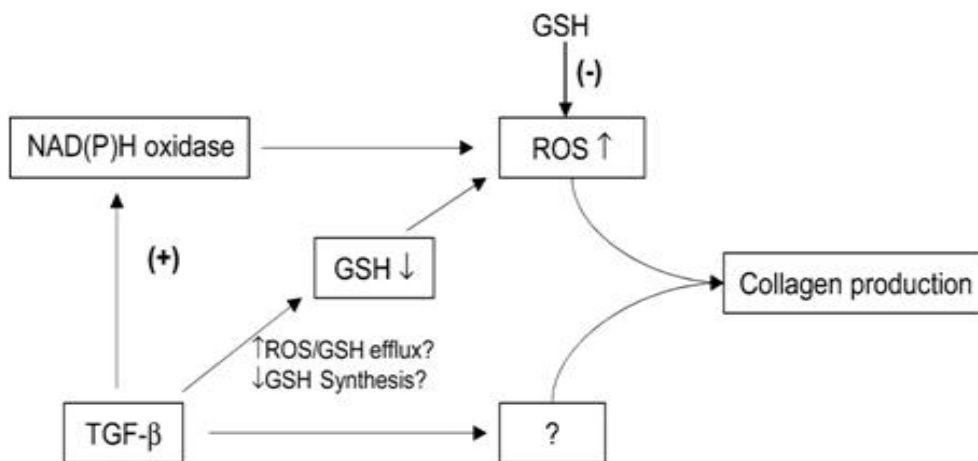 GSH
(-)
NAD(P)H oxidase
ROS ↑
(+)
GSH ↓
Collagen production
↑ROS/GSH efflux?
↓GSH Synthesis?
TGF-β
?